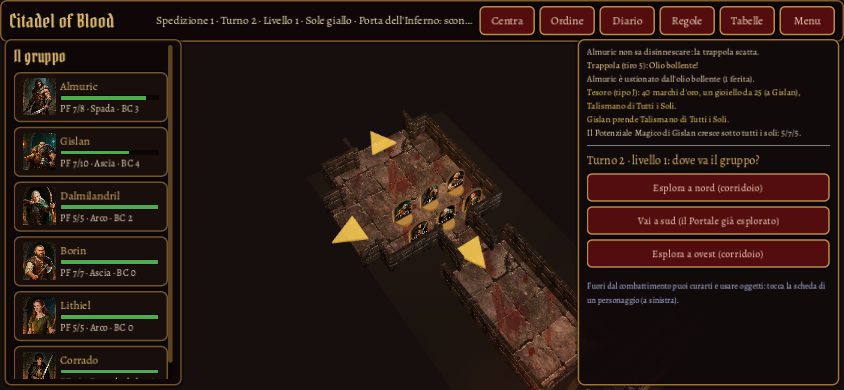 Citadel of Blood
Spedizione 1 · Turno 2 · Livello 1 · Sole giallo · Porta dell'Inferno: scon...
Centra
Ordine
Diario
Regole
Tabelle
Menu
Il gruppo
Almuric
PF 7/8 · Spada · BC 3
Gislan
PF 7/10 · Ascia · BC 4
Dalmilandril
PF 5/5 · Arco · BC 2
Borin
PF 7/7 · Ascia · BC 0
Lithiel
PF 5/5 · Arco · BC 0
Corrado
Almuric non sa disinnescare: la trappola scatta.
Trappola (tiro 5): Olio bollente!
Almuric è ustionato dall'olio bollente (1 ferita).
Tesoro (tipo J): 40 marchi d'oro, un gioiello da 25 (a Gislan),
Talismano di Tutti i Soli.
Gislan prende Talismano di Tutti i Soli.
Il Potenziale Magico di Gislan cresce sotto tutti i soli: 5/7/5.
Turno 2 · livello 1: dove va il gruppo?
Esplora a nord (corridoio)
Vai a sud (il Portale già esplorato)
Esplora a ovest (corridoio)
Fuori dal combattimento puoi curarti e usare oggetti: tocca la scheda di
un personaggio (a sinistra).